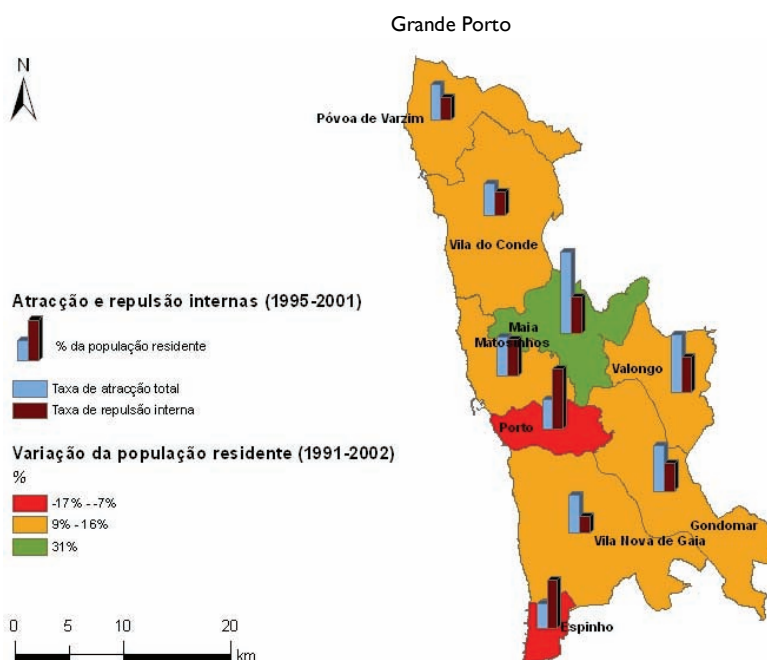 Grande Porto
N
Póvoa de Varzim
Vila do Conde
Atracção e repulsão internas (1995-2001)
% da população residente
Maia
Matosinhos
Valongo
Taxa de atracção total
Taxa de repulsão interna
Porto
Variação da população residente (1991-2002)
%
-17% - -7%
9% - 16%
31%
Gondomar
Vila Nova de Gaia
Espinho
0 5 10 20
km